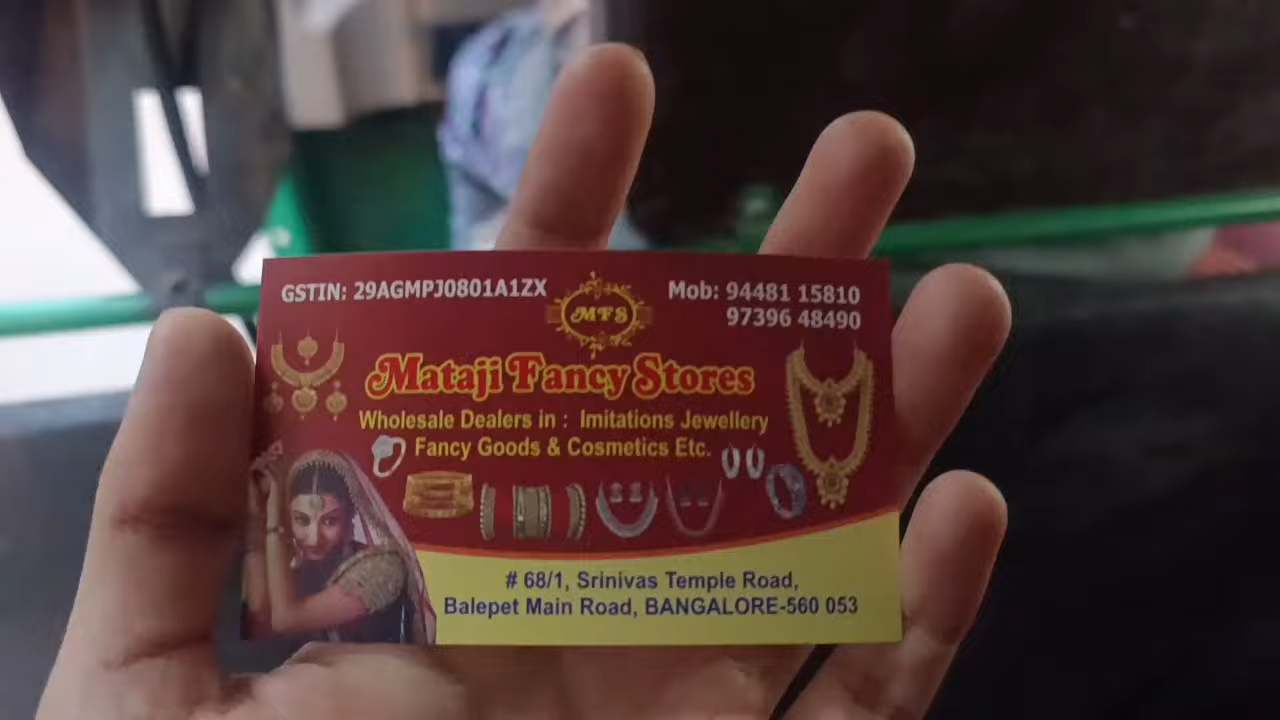 GSTIN: 29AGMPJ0801A1ZX
MFS
Mob: 94481 15810
97396 48490
Mataji Fancy Stores
Wholesale Dealers in : Imitations Jewellery
Fancy Goods & Cosmetics Etc.
# 68/1, Srinivas Temple Road,
Balepet Main Road, BANGALORE-560 053